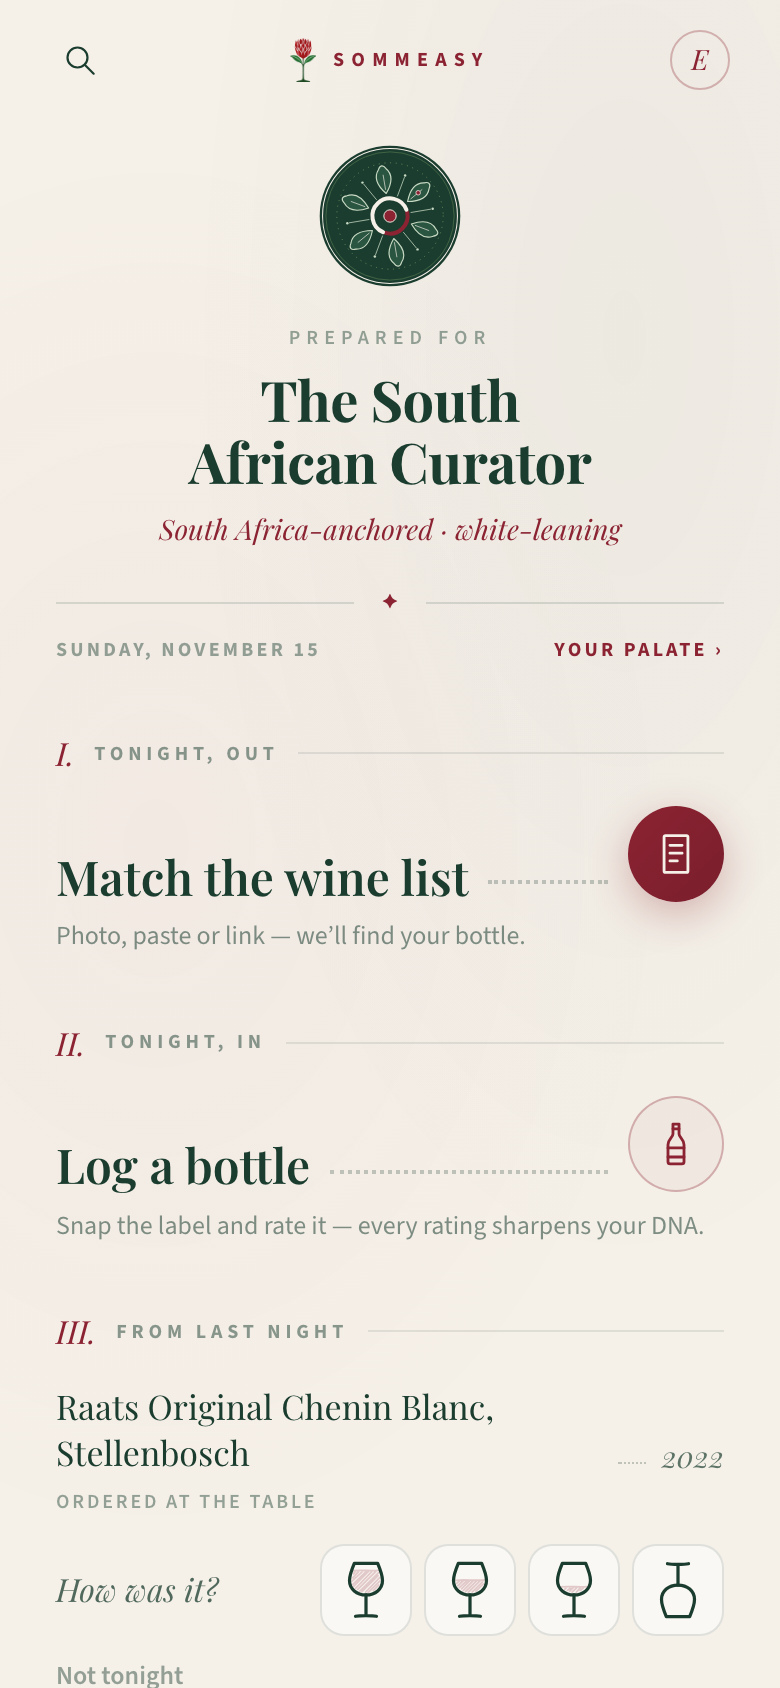 SOMMEASY
E
PREPARED FOR
The South
African Curator
South Africa-anchored · white-leaning
SUNDAY, NOVEMBER 15
YOUR PALATE ›
I. TONIGHT, OUT
Match the wine list
Photo, paste or link — we’ll find your bottle.
II. TONIGHT, IN
Log a bottle
Snap the label and rate it — every rating sharpens your DNA.
III. FROM LAST NIGHT
Raats Original Chenin Blanc,
Stellenbosch
2022
ORDERED AT THE TABLE
How was it?
Not tonight